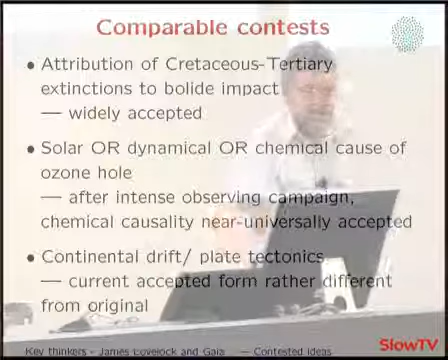 Comparable contests
• Attribution of Cretaceous-Tertiary
extinctions to bolide impact
— widely accepted
• Solar OR dynamical OR chemical cause of
ozone hole
— after intense observing campaign,
chemical causality near-universally accepted
• Continental drift/ plate tectonics
— current accepted form rather different
from original
Key thinkers - James Lovelock and Gaia — Contested Ideas
SlowTV